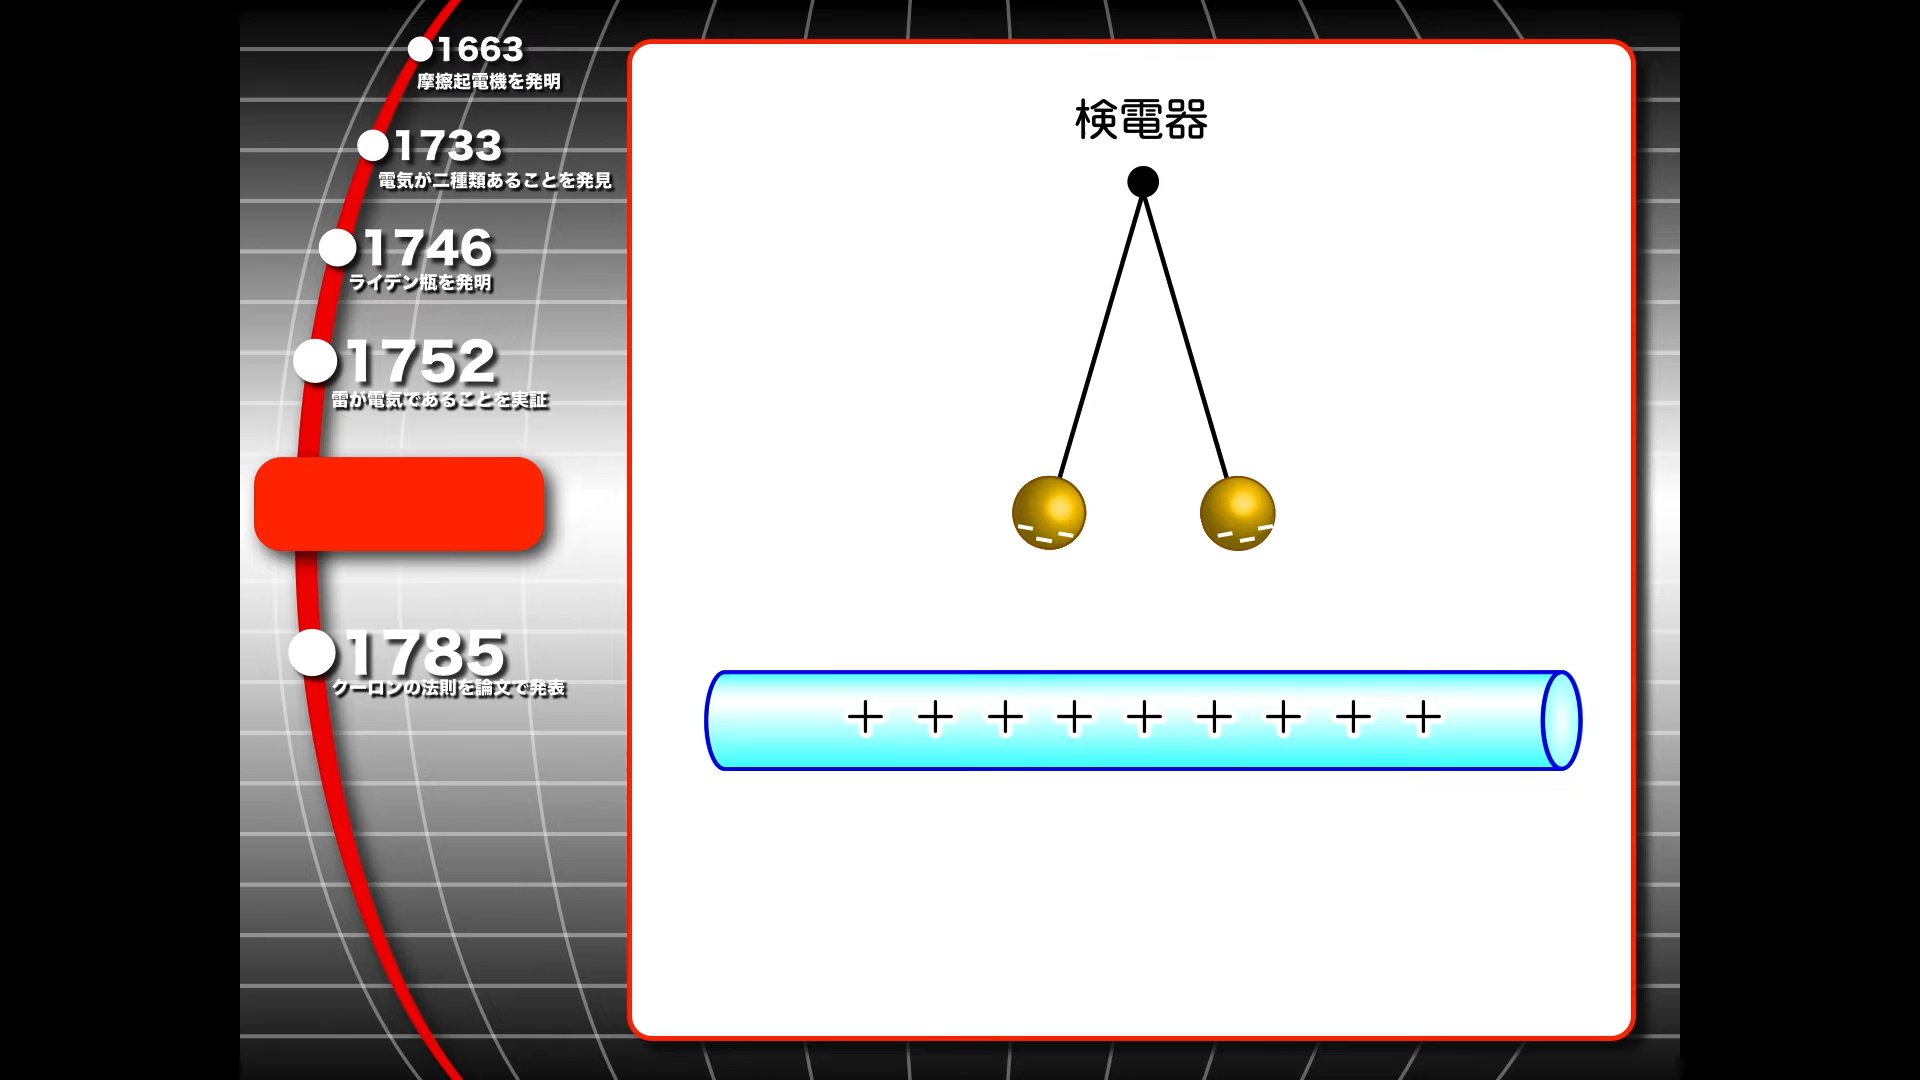 1663
摩擦起電機を発明
1733
電気が二種類あることを発見
1746
ライデン瓶を発明
1752
雷が電気であることを実証
1785
クーロンの法則を論文で発表
検電器
+ + + + + + + + +